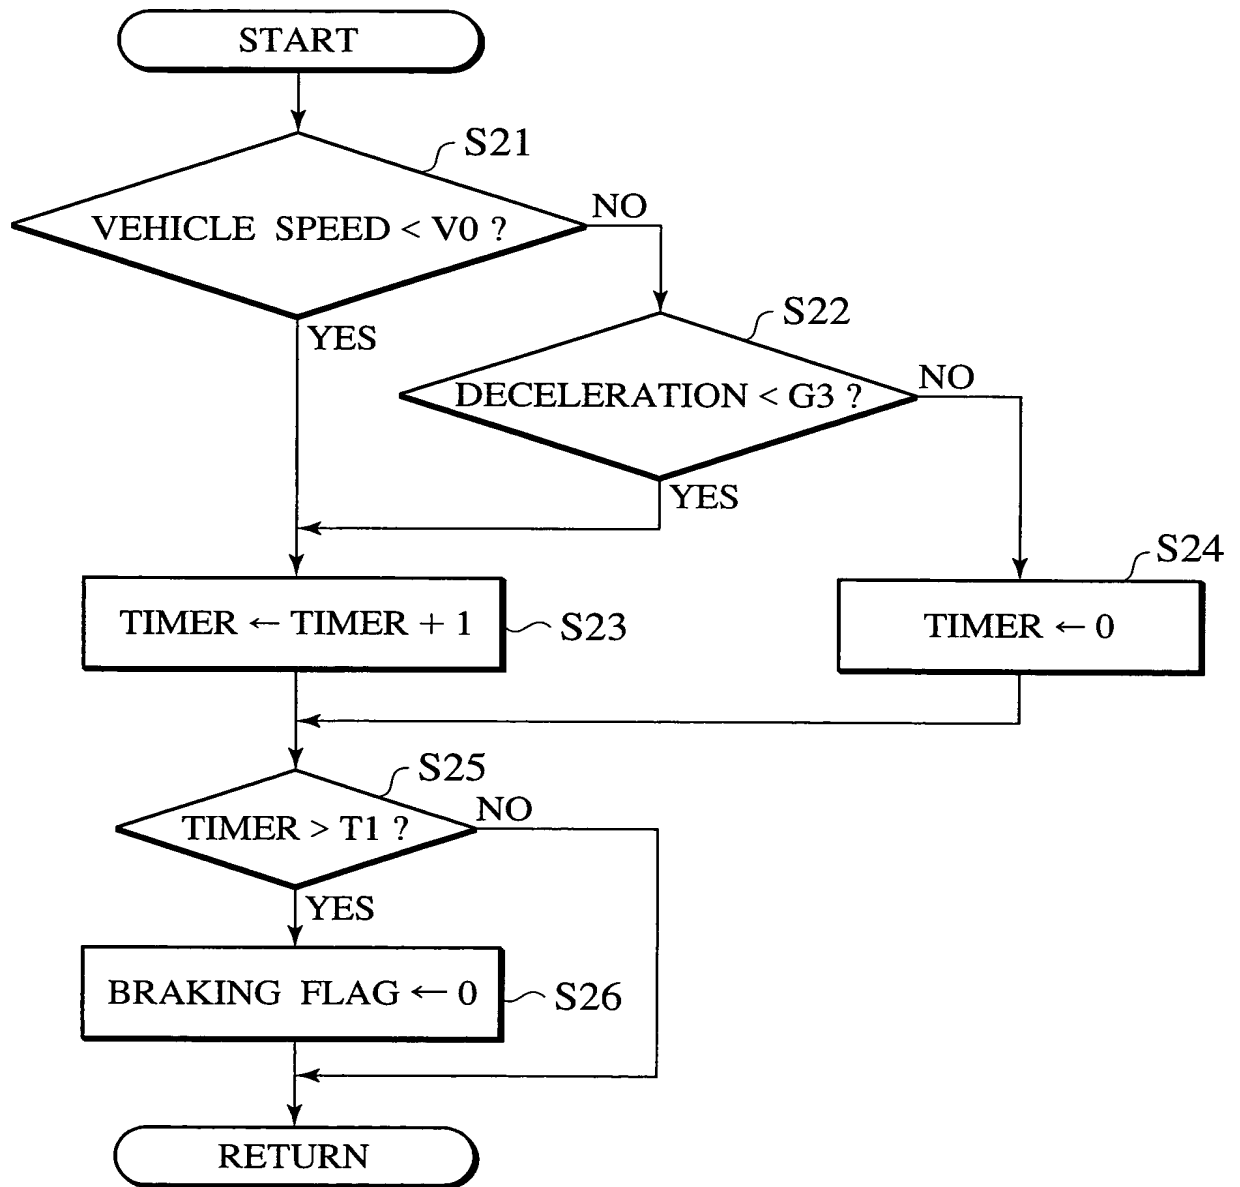 START
S21
VEHICLE SPEED < V0 ?
NO
YES
S22
DECELERATION < G3 ?
NO
YES
S24
TIMER ← TIMER + 1
S23
TIMER ← 0
S25
TIMER > T1 ?
NO
YES
BRAKING FLAG ← 0
S26
RETURN